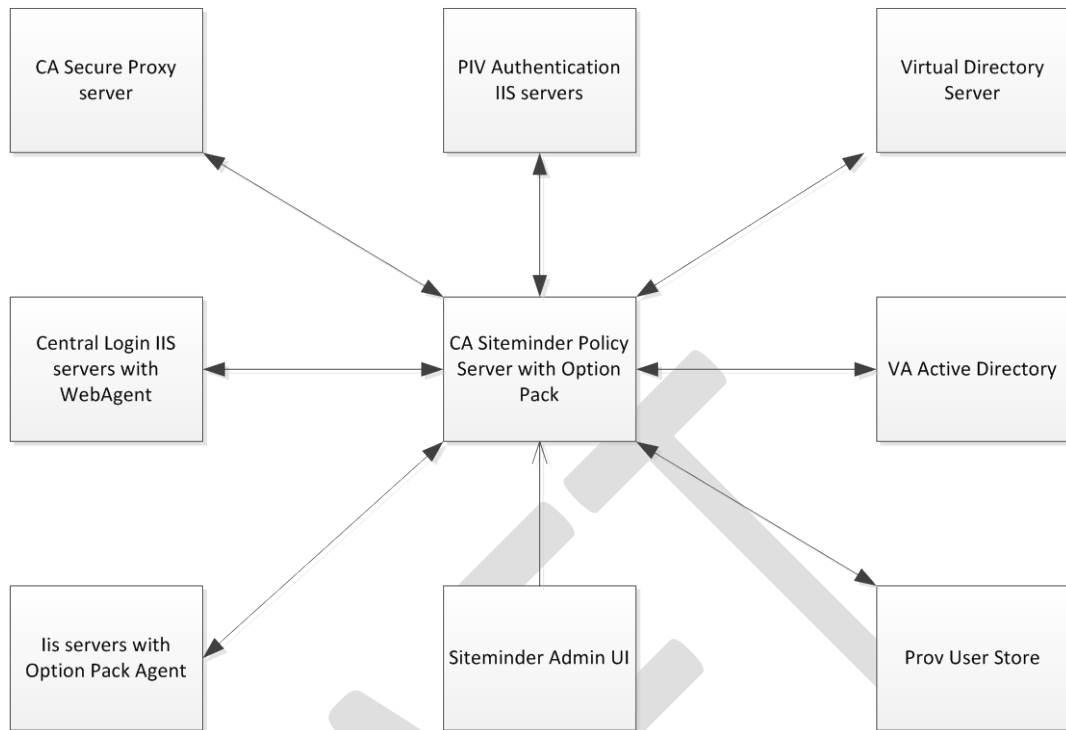 CA Secure Proxy
server
PIV Authentication
IIS servers
Virtual Directory
Server
Central Login IIS
servers with
WebAgent
CA Siteminder Policy
Server with Option
Pack
VA Active Directory
Iis servers with
Option Pack Agent
Siteminder Admin UI
Prov User Store